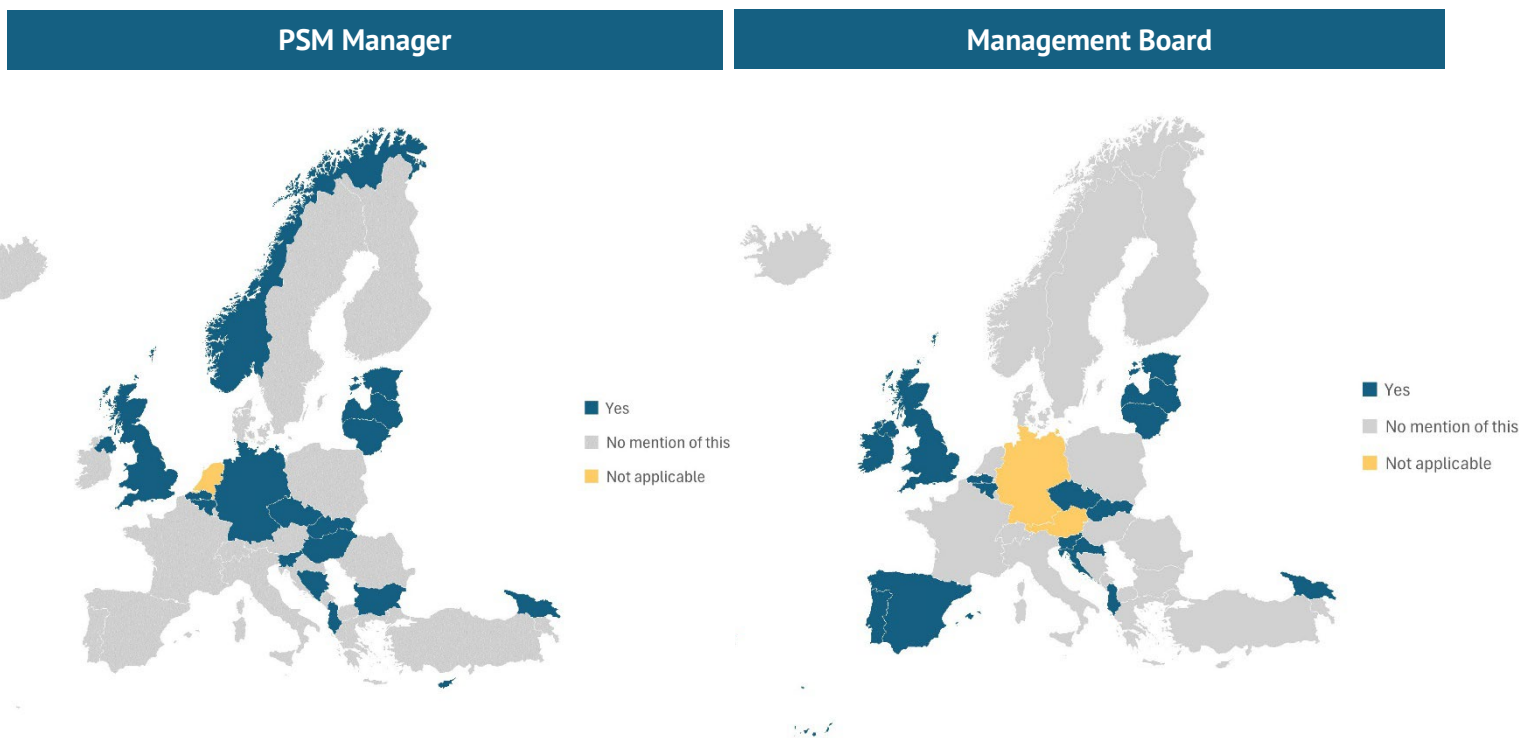 PSM Manager
Management Board
Yes
No mention of this
Not applicable
Yes
No mention of this
Not applicable